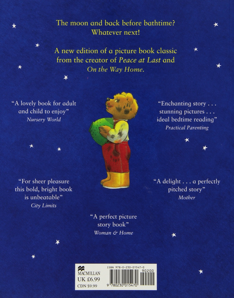 The moon and back before bathtime?
Whatever next!
A new edition of a picture book classic
from the creator of Peace at Last and
On the Way Home.
"A lovely book for adult
and child to enjoy"
Nursery World
"Enchanting story . . .
stunning pictures . . .
ideal bedtime reading"
Practical Parenting
"For sheer pleasure
this bold, bright book
is unbeatable"
City Limits
"A delight . . . a perfectly
pitched story"
Mother
"A perfect picture
story book"
Woman & Home
MACMILLAN
UK £6.99